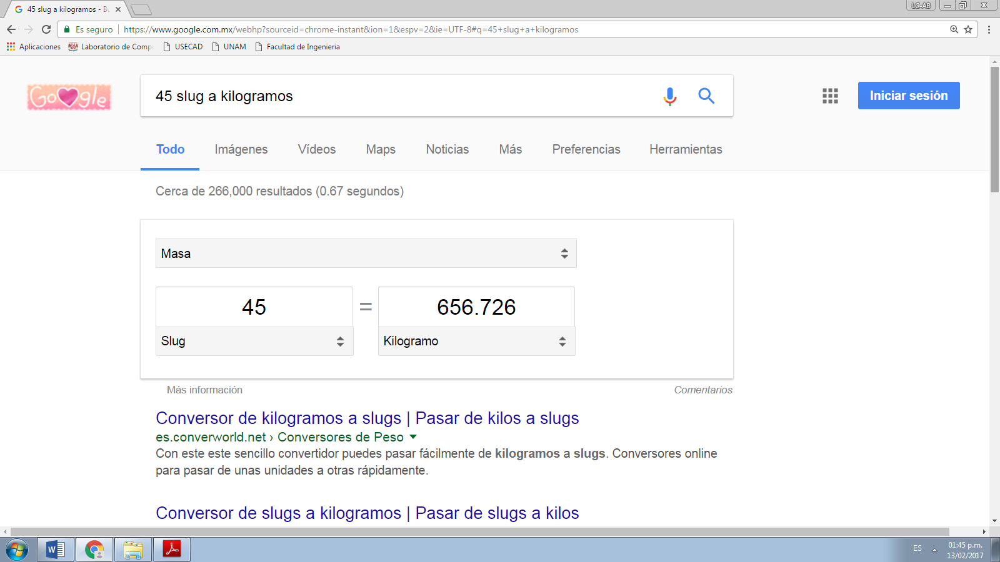 45 slug a kilogramos - Bu
LC-AB
Es seguro
https://www.google.com.mx/webhp?sourceid=chrome-instant&ion=1&espv=2&ie=UTF-8#q=45+slug+a+kilogramos
Aplicaciones Laboratorio de Compu USECAD UNAM Facultad de Ingenieria
Google
45 slug a kilogramos
Iniciar sesión
Todo Imágenes Vídeos Maps Noticias Más Preferencias Herramientas
Cerca de 266,000 resultados (0.67 segundos)
Masa
45 = 656.726
Slug Kilogramo
Más información Comentarios
Conversor de kilogramos a slugs | Pasar de kilos a slugs
es.converworld.net › Conversores de Peso
Con este este sencillo convertidor puedes pasar fácilmente de kilogramos a slugs. Conversores online
para pasar de unas unidades a otras rápidamente.
Conversor de slugs a kilogramos | Pasar de slugs a kilos
ES
01:45 p.m.
13/02/2017